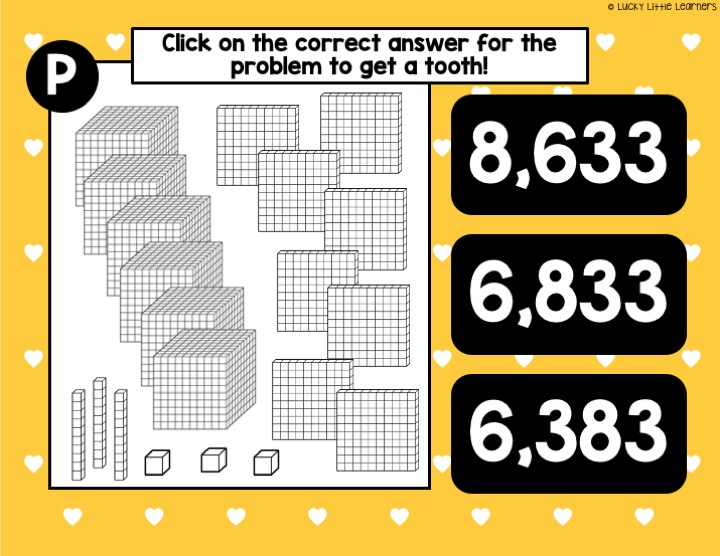 © Lucky Little Learners
P
Click on the correct answer for the
problem to get a tooth!
8,633
6,833
6,383